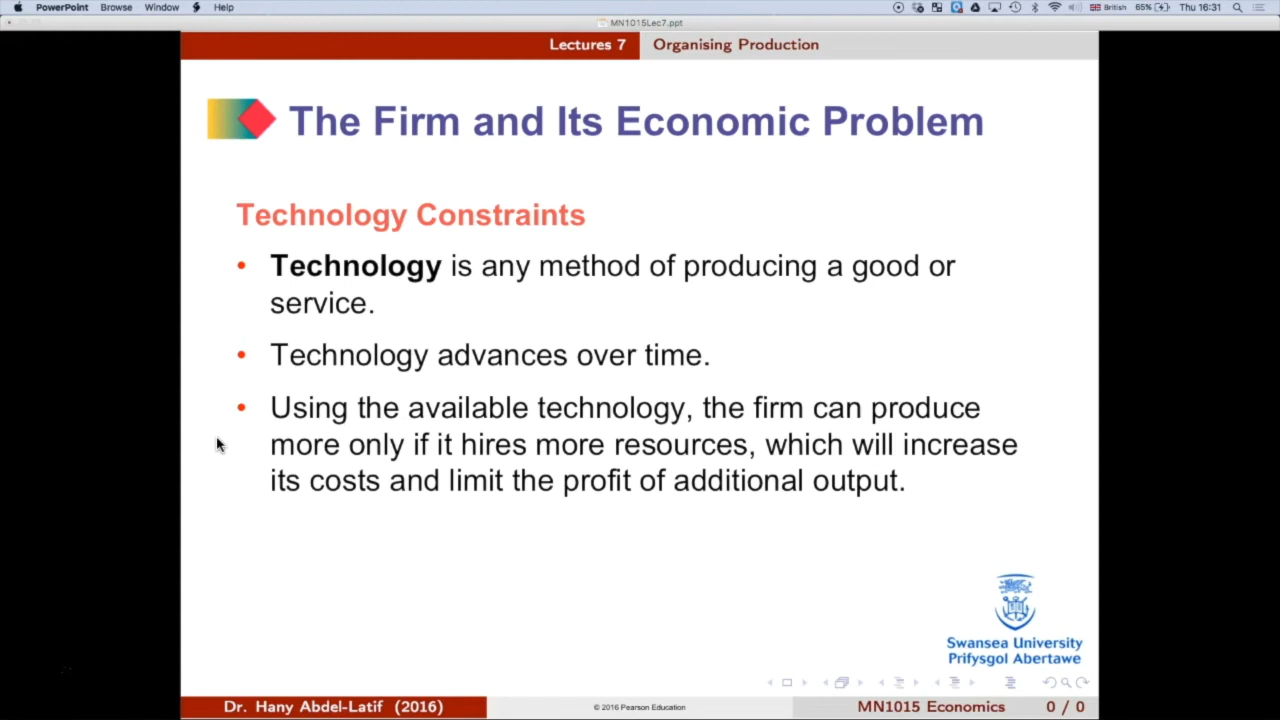 PowerPoint Browse Window Help
British 65% Thu 16:31
MN1015Lec7.ppt
Lectures 7 Organising Production
The Firm and Its Economic Problem
Technology Constraints
• Technology is any method of producing a good or
service.
• Technology advances over time.
• Using the available technology, the firm can produce
more only if it hires more resources, which will increase
its costs and limit the profit of additional output.
Swansea University
Prifysgol Abertawe
Dr. Hany Abdel-Latif (2016) © 2016 Pearson Education MN1015 Economics 0 / 0